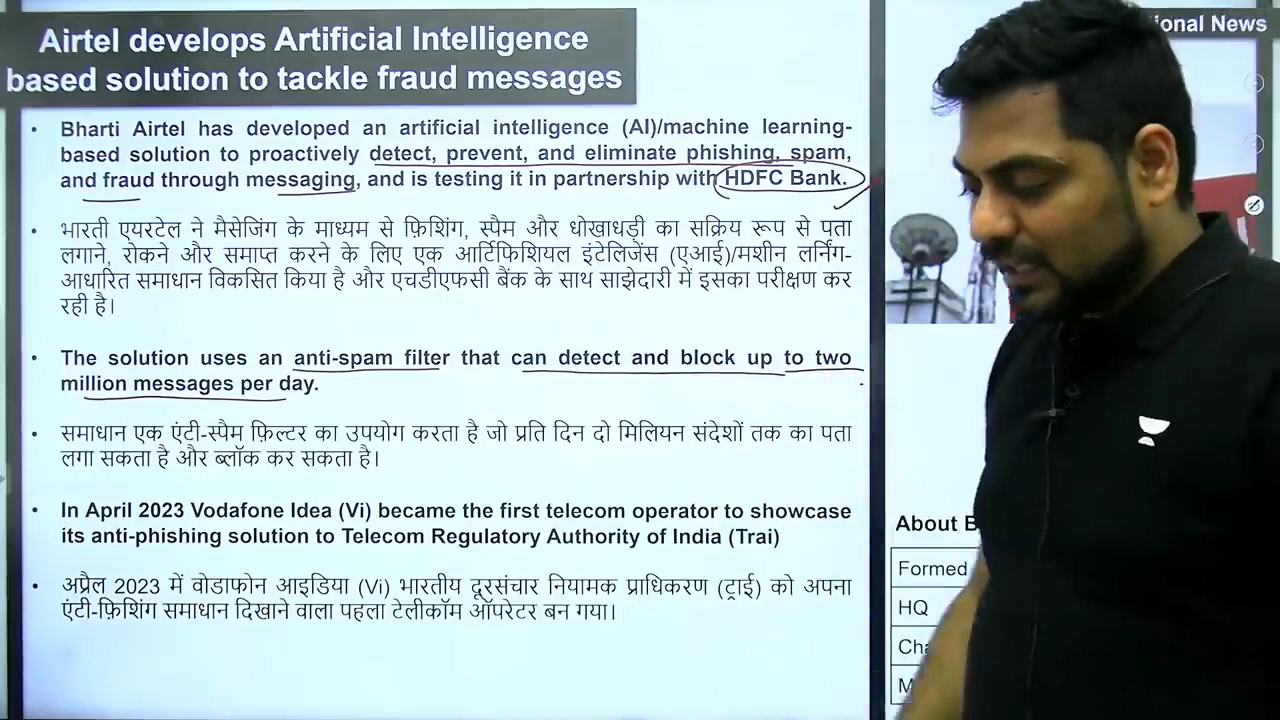 Airtel develops Artificial Intelligence
based solution to tackle fraud messages
ional News
• Bharti Airtel has developed an artificial intelligence (AI)/machine learning-
based solution to proactively detect, prevent, and eliminate phishing, spam,
and fraud through messaging, and is testing it in partnership with HDFC Bank.
• भारती एयरटेल ने मैसेजिंग के माध्यम से फ़िशिंग, स्पैम और धोखाधड़ी का सक्रिय रूप से पता
लगाने, रोकने और समाप्त करने के लिए एक आर्टिफिशियल इंटेलिजेंस (एआई)/मशीन लर्निंग-
आधारित समाधान विकसित किया है और एचडीएफसी बैंक के साथ साझेदारी में इसका परीक्षण कर
रही है।
• The solution uses an anti-spam filter that can detect and block up to two
million messages per day.
• समाधान एक एंटी-स्पैम फ़िल्टर का उपयोग करता है जो प्रति दिन दो मिलियन संदेशों तक का पता
लगा सकता है और ब्लॉक कर सकता है।
• In April 2023 Vodafone Idea (Vi) became the first telecom operator to showcase
its anti-phishing solution to Telecom Regulatory Authority of India (Trai)
• अप्रैल 2023 में वोडाफोन आइडिया (Vi) भारतीय दूरसंचार नियामक प्राधिकरण (ट्राई) को अपना
एंटी-फ़िशिंग समाधान दिखाने वाला पहला टेलीकॉम ऑपरेटर बन गया।
About B
Formed
HQ
Cha
M